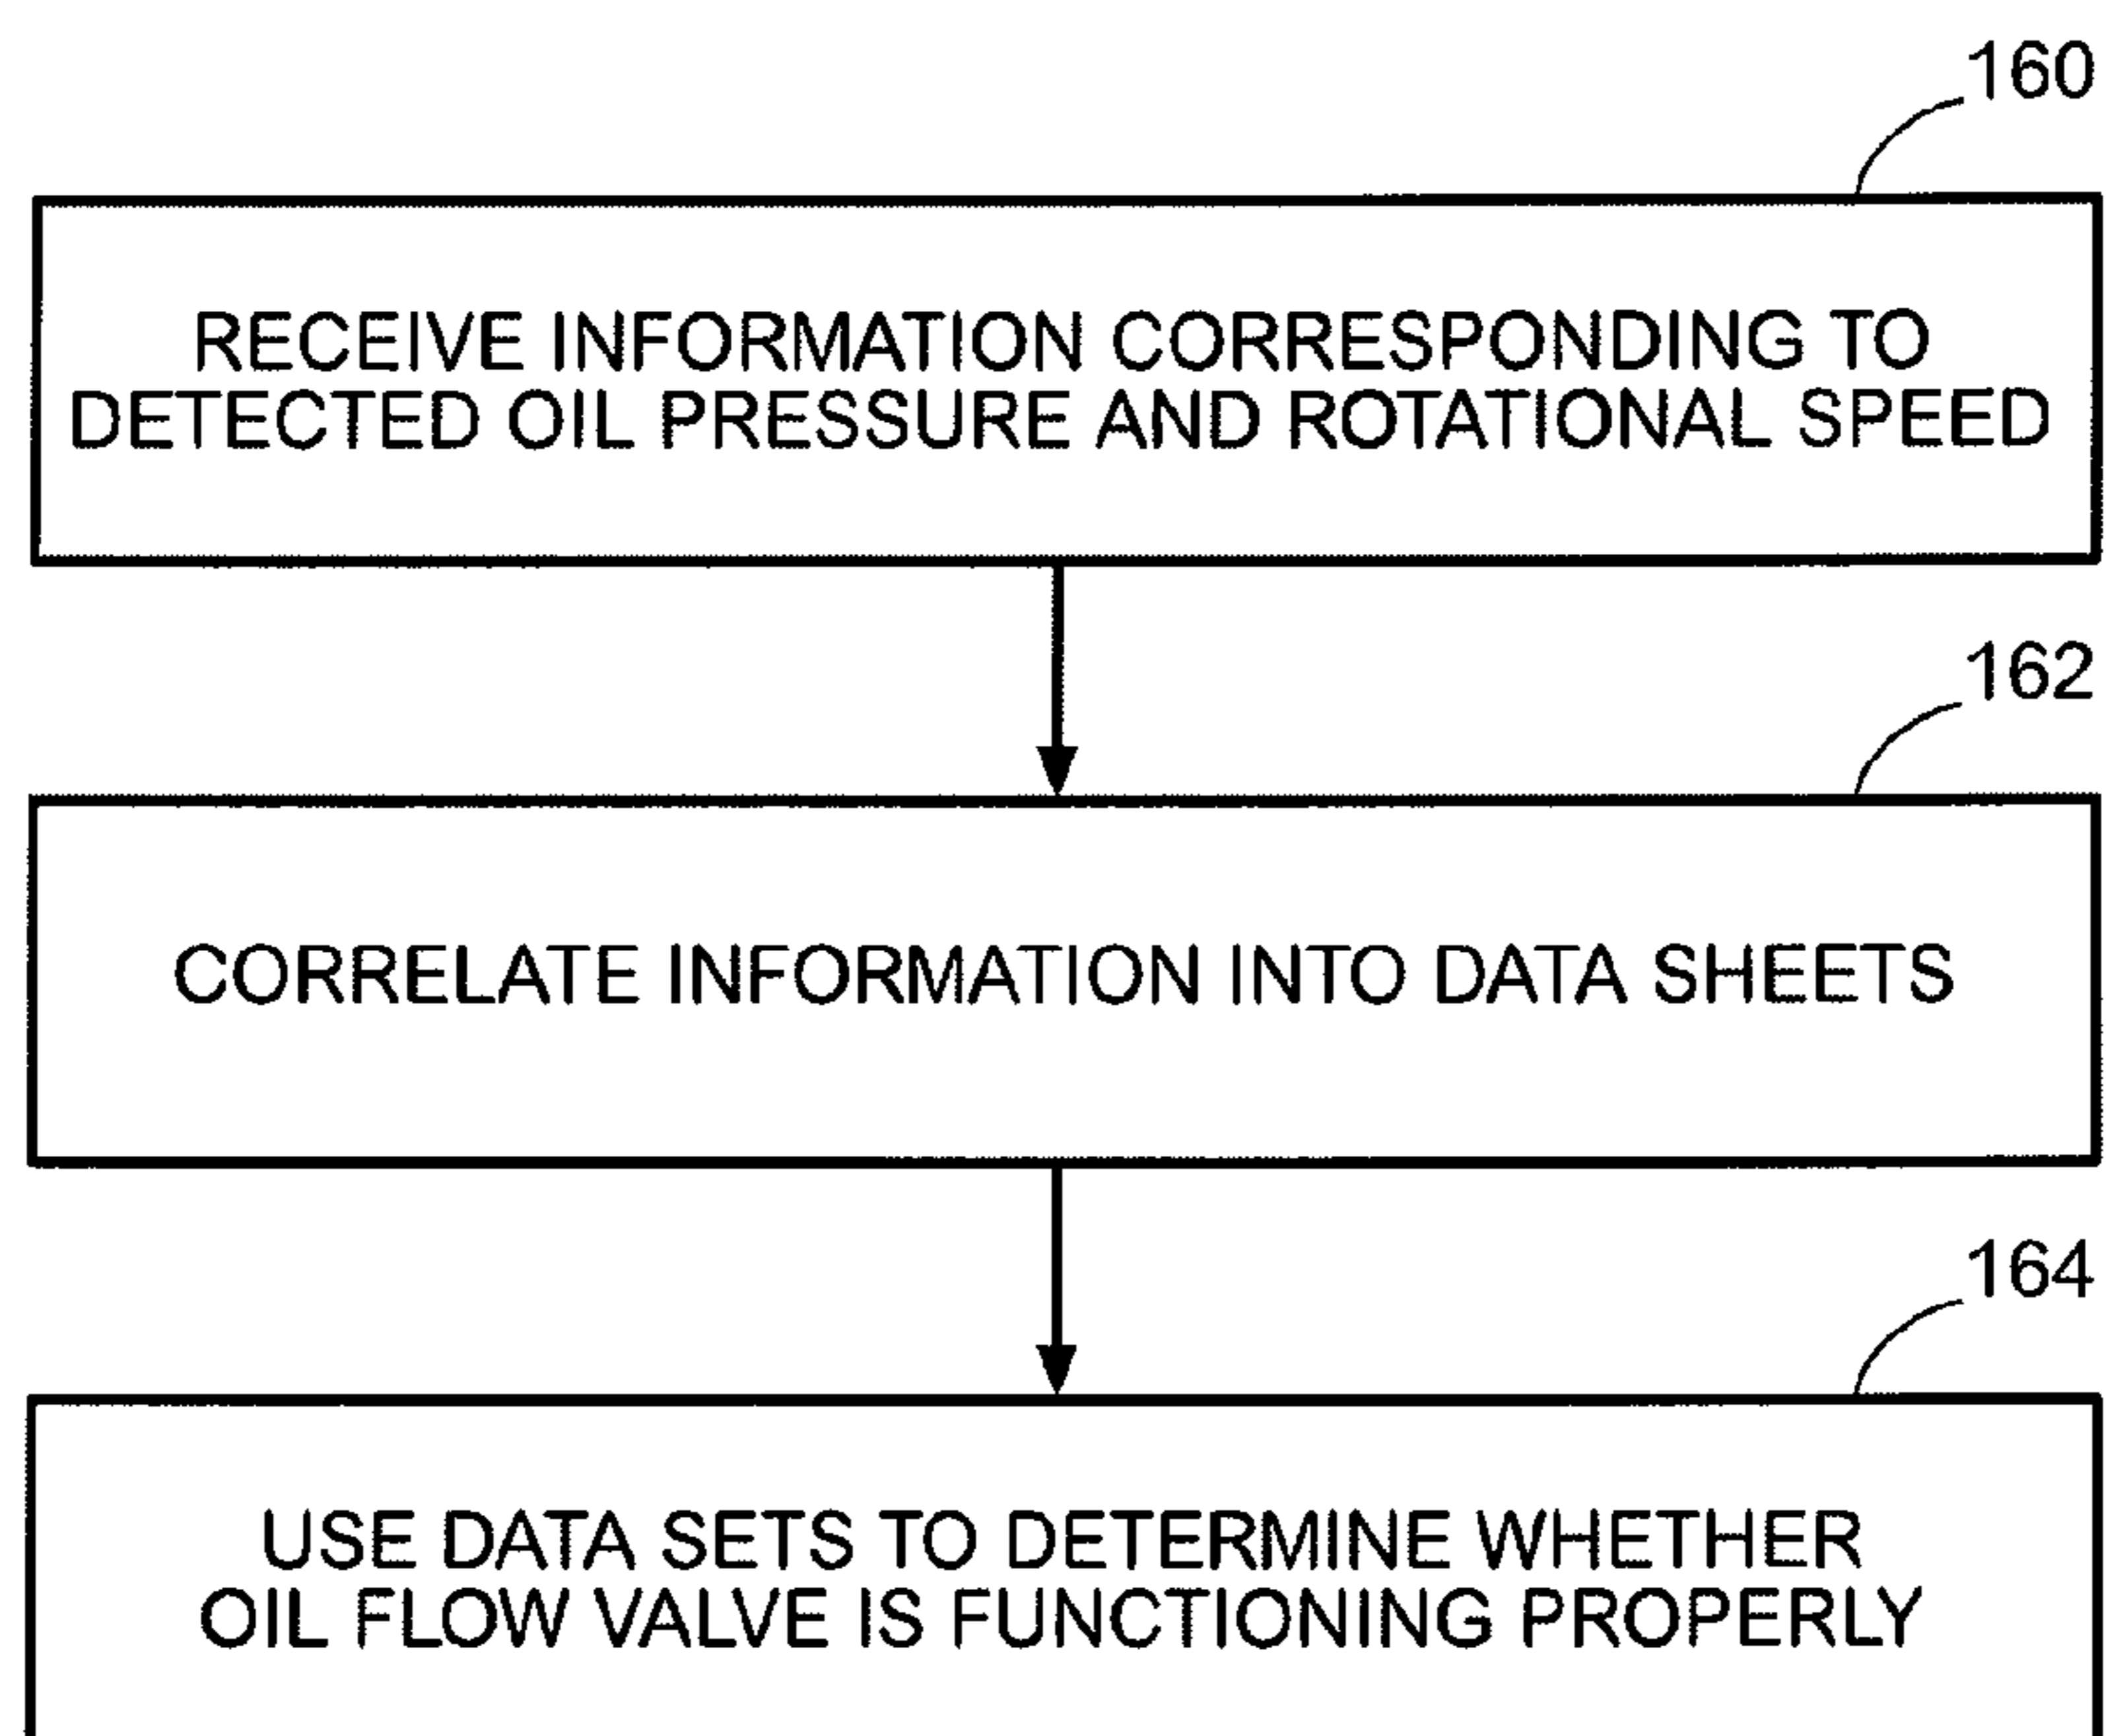 160
RECEIVE INFORMATION CORRESPONDING TO
DETECTED OIL PRESSURE AND ROTATIONAL SPEED
162
CORRELATE INFORMATION INTO DATA SHEETS
164
USE DATA SETS TO DETERMINE WHETHER
OIL FLOW VALVE IS FUNCTIONING PROPERLY